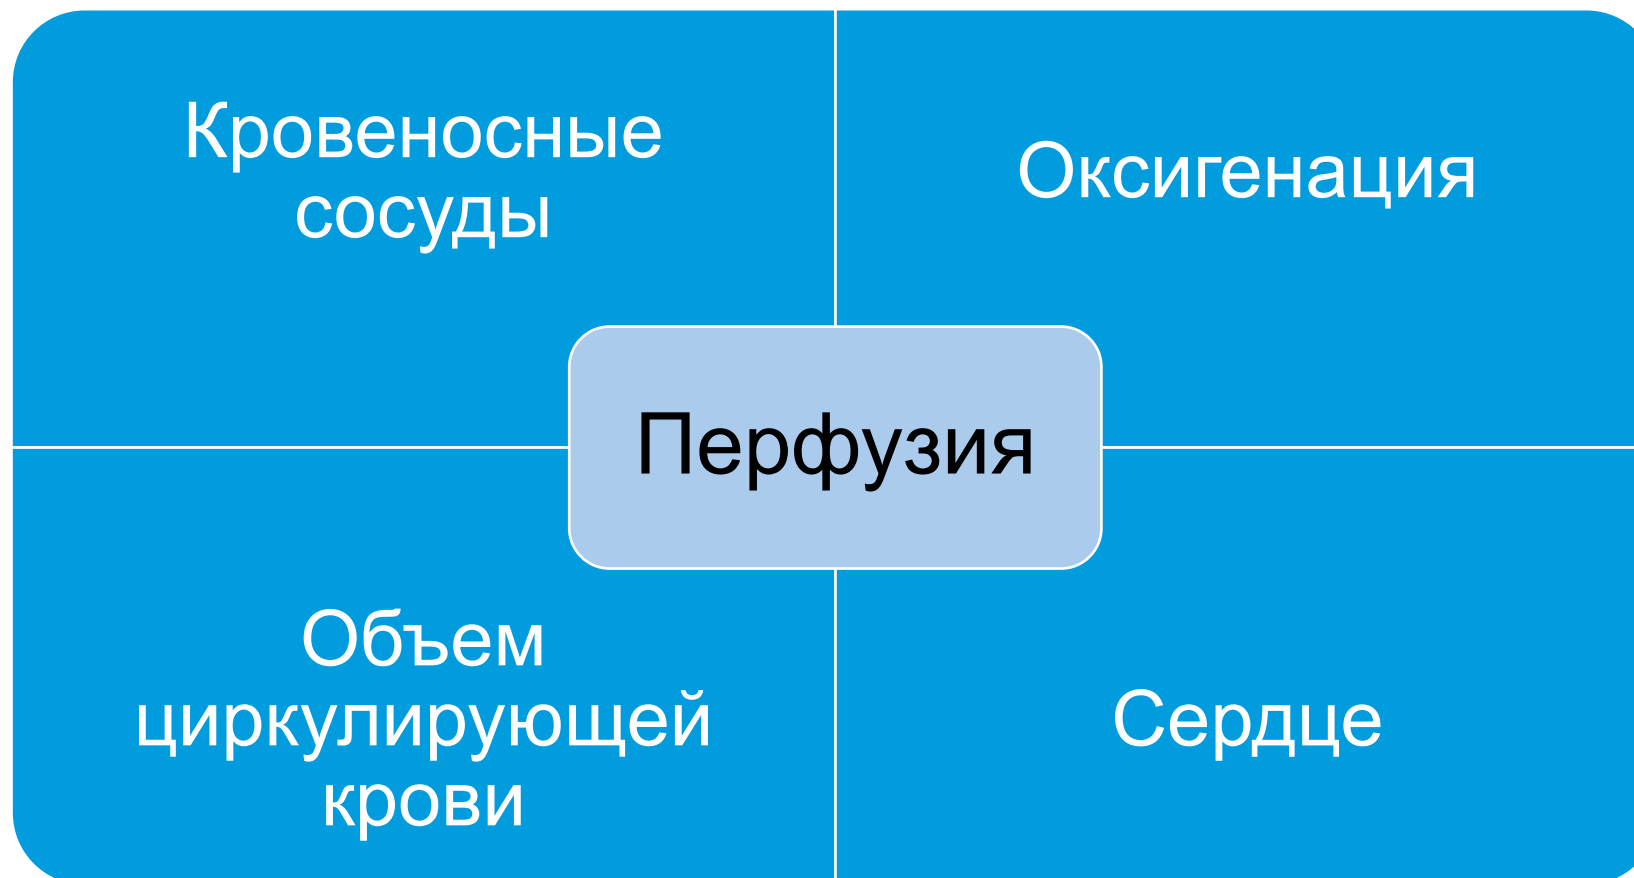 Кровеносные
сосуды
Оксигенация
Перфузия
Объем
циркулирующей
крови
Сердце